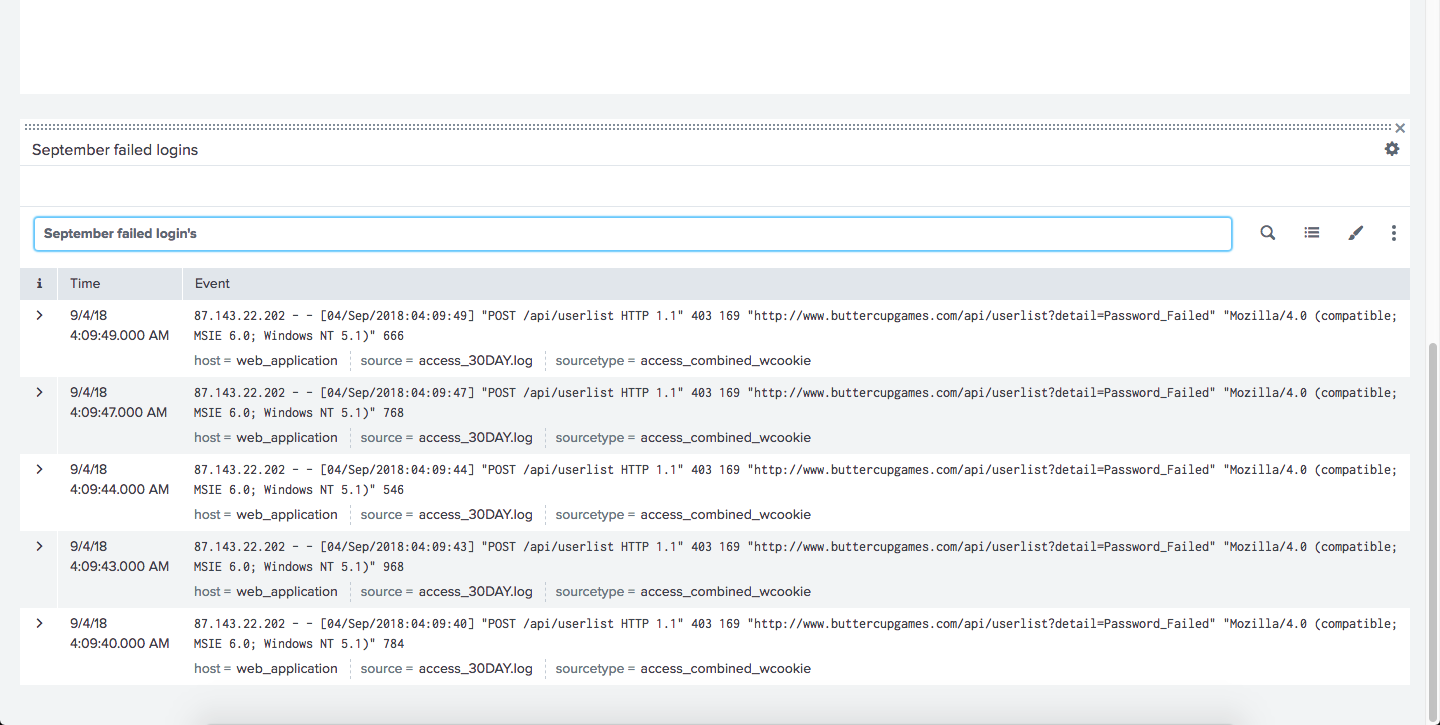 September failed logins
September failed login's
i Time Event
9/4/18
4:09:49.000 AM
87.143.22.202 - - [04/Sep/2018:04:09:49] "POST /api/userlist HTTP 1.1" 403 169 "http://www.buttercupgames.com/api/userlist?detail=Password_Failed" "Mozilla/4.0 (compatible;
MSIE 6.0; Windows NT 5.1)" 666
host = web_application source = access_30DAY.log sourcetype = access_combined_wcookie
9/4/18
4:09:47.000 AM
87.143.22.202 - - [04/Sep/2018:04:09:47] "POST /api/userlist HTTP 1.1" 403 169 "http://www.buttercupgames.com/api/userlist?detail=Password_Failed" "Mozilla/4.0 (compatible;
MSIE 6.0; Windows NT 5.1)" 768
host = web_application source = access_30DAY.log sourcetype = access_combined_wcookie
9/4/18
4:09:44.000 AM
87.143.22.202 - - [04/Sep/2018:04:09:44] "POST /api/userlist HTTP 1.1" 403 169 "http://www.buttercupgames.com/api/userlist?detail=Password_Failed" "Mozilla/4.0 (compatible;
MSIE 6.0; Windows NT 5.1)" 546
host = web_application source = access_30DAY.log sourcetype = access_combined_wcookie
9/4/18
4:09:43.000 AM
87.143.22.202 - - [04/Sep/2018:04:09:43] "POST /api/userlist HTTP 1.1" 403 169 "http://www.buttercupgames.com/api/userlist?detail=Password_Failed" "Mozilla/4.0 (compatible;
MSIE 6.0; Windows NT 5.1)" 968
host = web_application source = access_30DAY.log sourcetype = access_combined_wcookie
9/4/18
4:09:40.000 AM
87.143.22.202 - - [04/Sep/2018:04:09:40] "POST /api/userlist HTTP 1.1" 403 169 "http://www.buttercupgames.com/api/userlist?detail=Password_Failed" "Mozilla/4.0 (compatible;
MSIE 6.0; Windows NT 5.1)" 784
host = web_application source = access_30DAY.log sourcetype = access_combined_wcookie